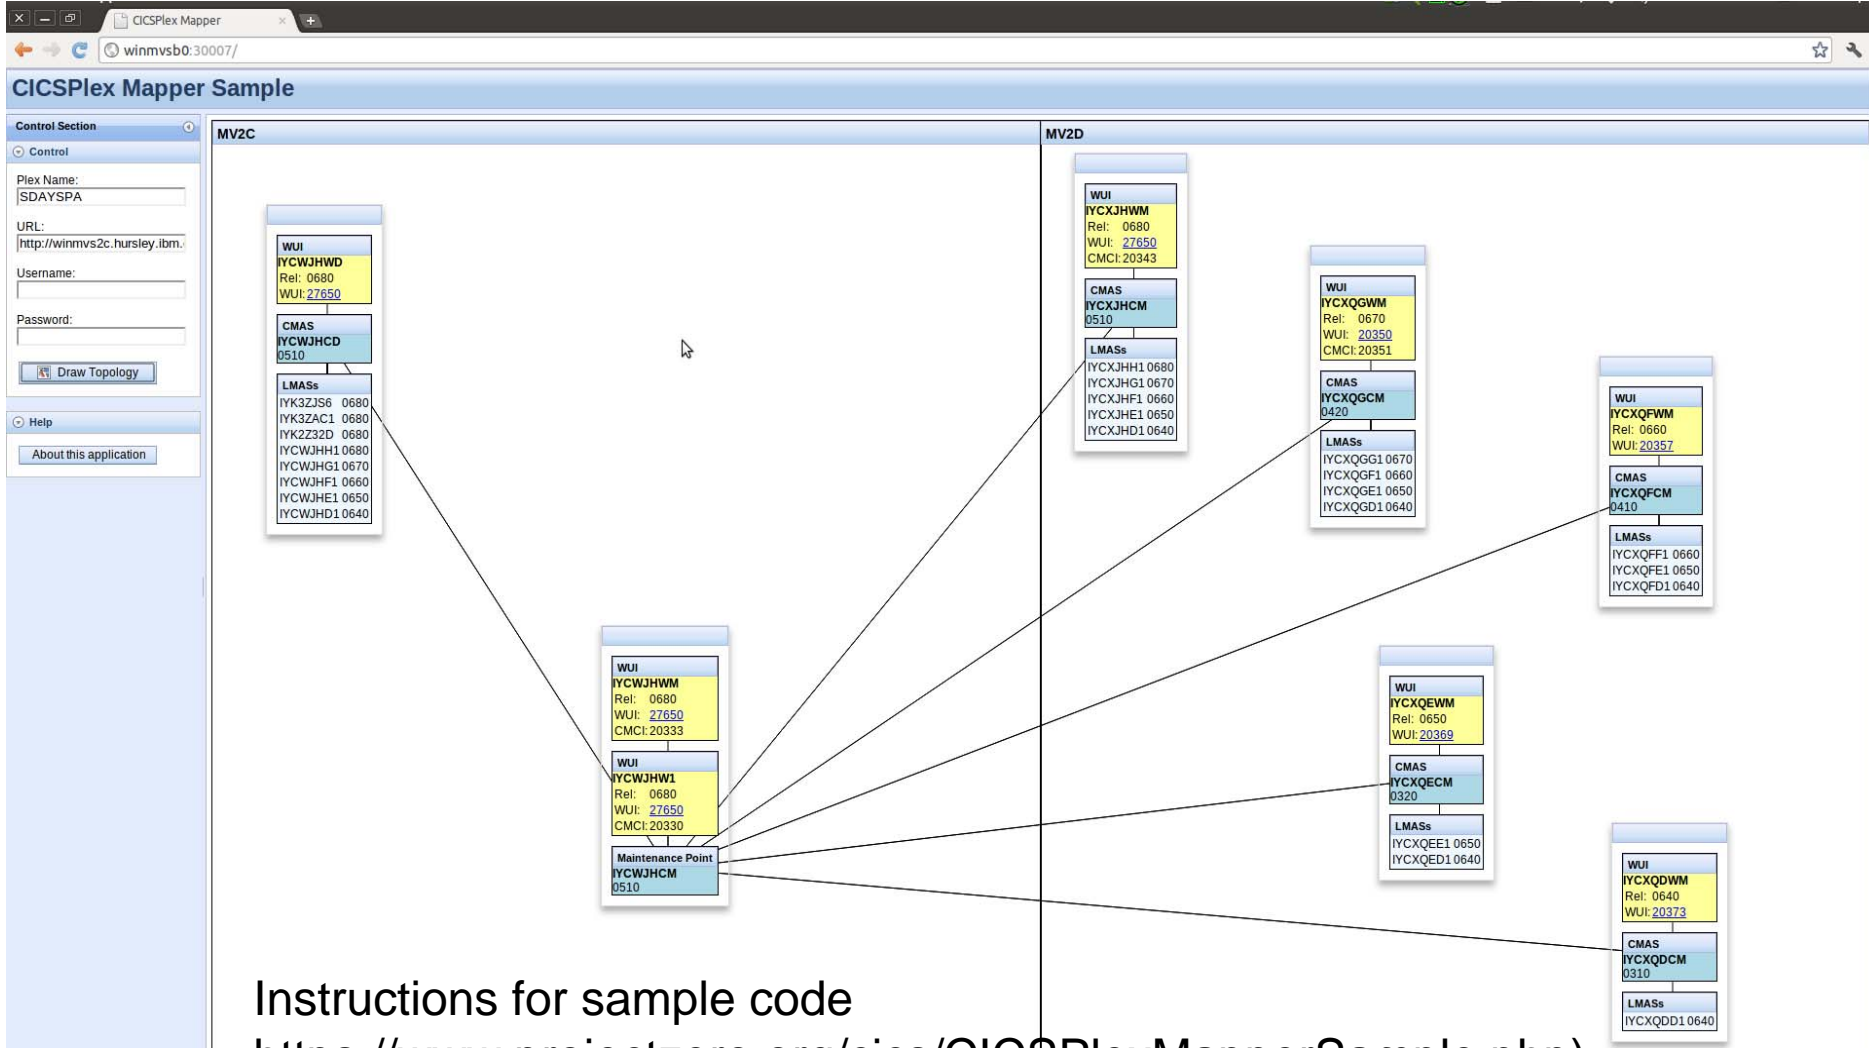 CICSPlex Mapper
winmvsb0:30007/
CICSPlex Mapper Sample
Control Section
Control
Plex Name:
SDAYSPA
URL:
http://winmvs2c.hursley.ibm.
Username:
Password:
Draw Topology
Help
About this application
MV2C
WUI
IYCWJHWD
Rel: 0680
WUI: 27650
CMAS
IYCWJHCD
0510
LMASs
IYK3ZJS6 0680
IYK3ZAC1 0680
IYK2Z32D 0680
IYCWJHH1 0680
IYCWJHG1 0670
IYCWJHF1 0660
IYCWJHE1 0650
IYCWJHD1 0640
WUI
IYCWJHWM
Rel: 0680
WUI: 27650
CMCI: 20333
WUI
IYCWJHW1
Rel: 0680
WUI: 27650
CMCI: 20330
Maintenance Point
IYCWJHCM
0510
MV2D
WUI
IYCXJHWM
Rel: 0680
WUI: 27650
CMCI: 20343
CMAS
IYCXJHCM
0510
LMASs
IYCXJHH1 0680
IYCXJHG1 0670
IYCXJHF1 0660
IYCXJHE1 0650
IYCXJHD1 0640
WUI
IYCXQGWM
Rel: 0670
WUI: 20350
CMCI: 20351
CMAS
IYCXQGCM
0420
LMASs
IYCXQGG1 0670
IYCXQGF1 0660
IYCXQGE1 0650
IYCXQGD1 0640
WUI
IYCXQFWM
Rel: 0660
WUI: 20357
CMAS
IYCXQFCM
0410
LMASs
IYCXQFF1 0660
IYCXQFE1 0650
IYCXQFD1 0640
WUI
IYCXQEWM
Rel: 0650
WUI: 20369
CMAS
IYCXQECM
0320
LMASs
IYCXQEE1 0650
IYCXQED1 0640
WUI
IYCXQDWM
Rel: 0640
WUI: 20373
CMAS
IYCXQDCM
0310
LMASs
IYCXQDD1 0640
Instructions for sample code
https://www.projectzero.org/cics/CICSPlexMapperSample.php)